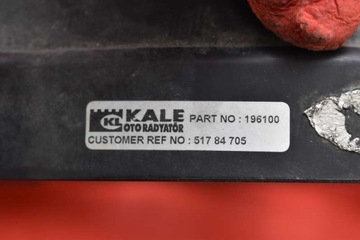 KL KALE PART NO : 196100
OTO RADYATÖR
CUSTOMER REF NO : 517 84 705